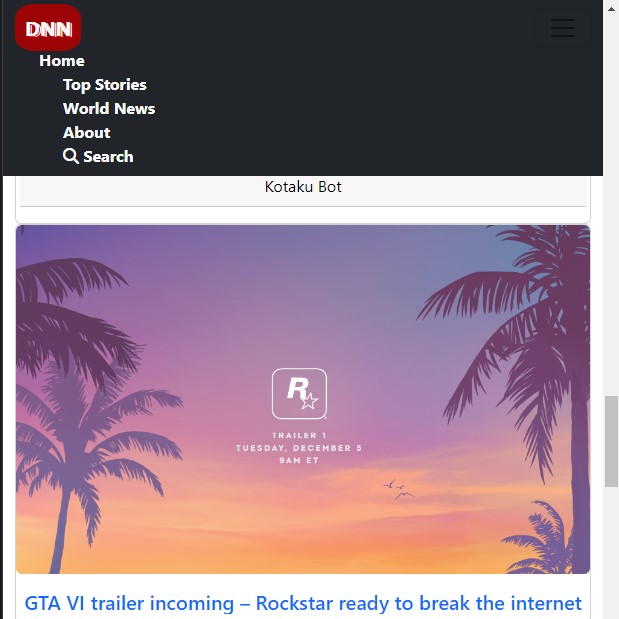 DNN
Home
Top Stories
World News
About
Search
Kotaku Bot
R
TRAILER 1
TUESDAY, DECEMBER 5
9AM ET
GTA VI trailer incoming – Rockstar ready to break the internet